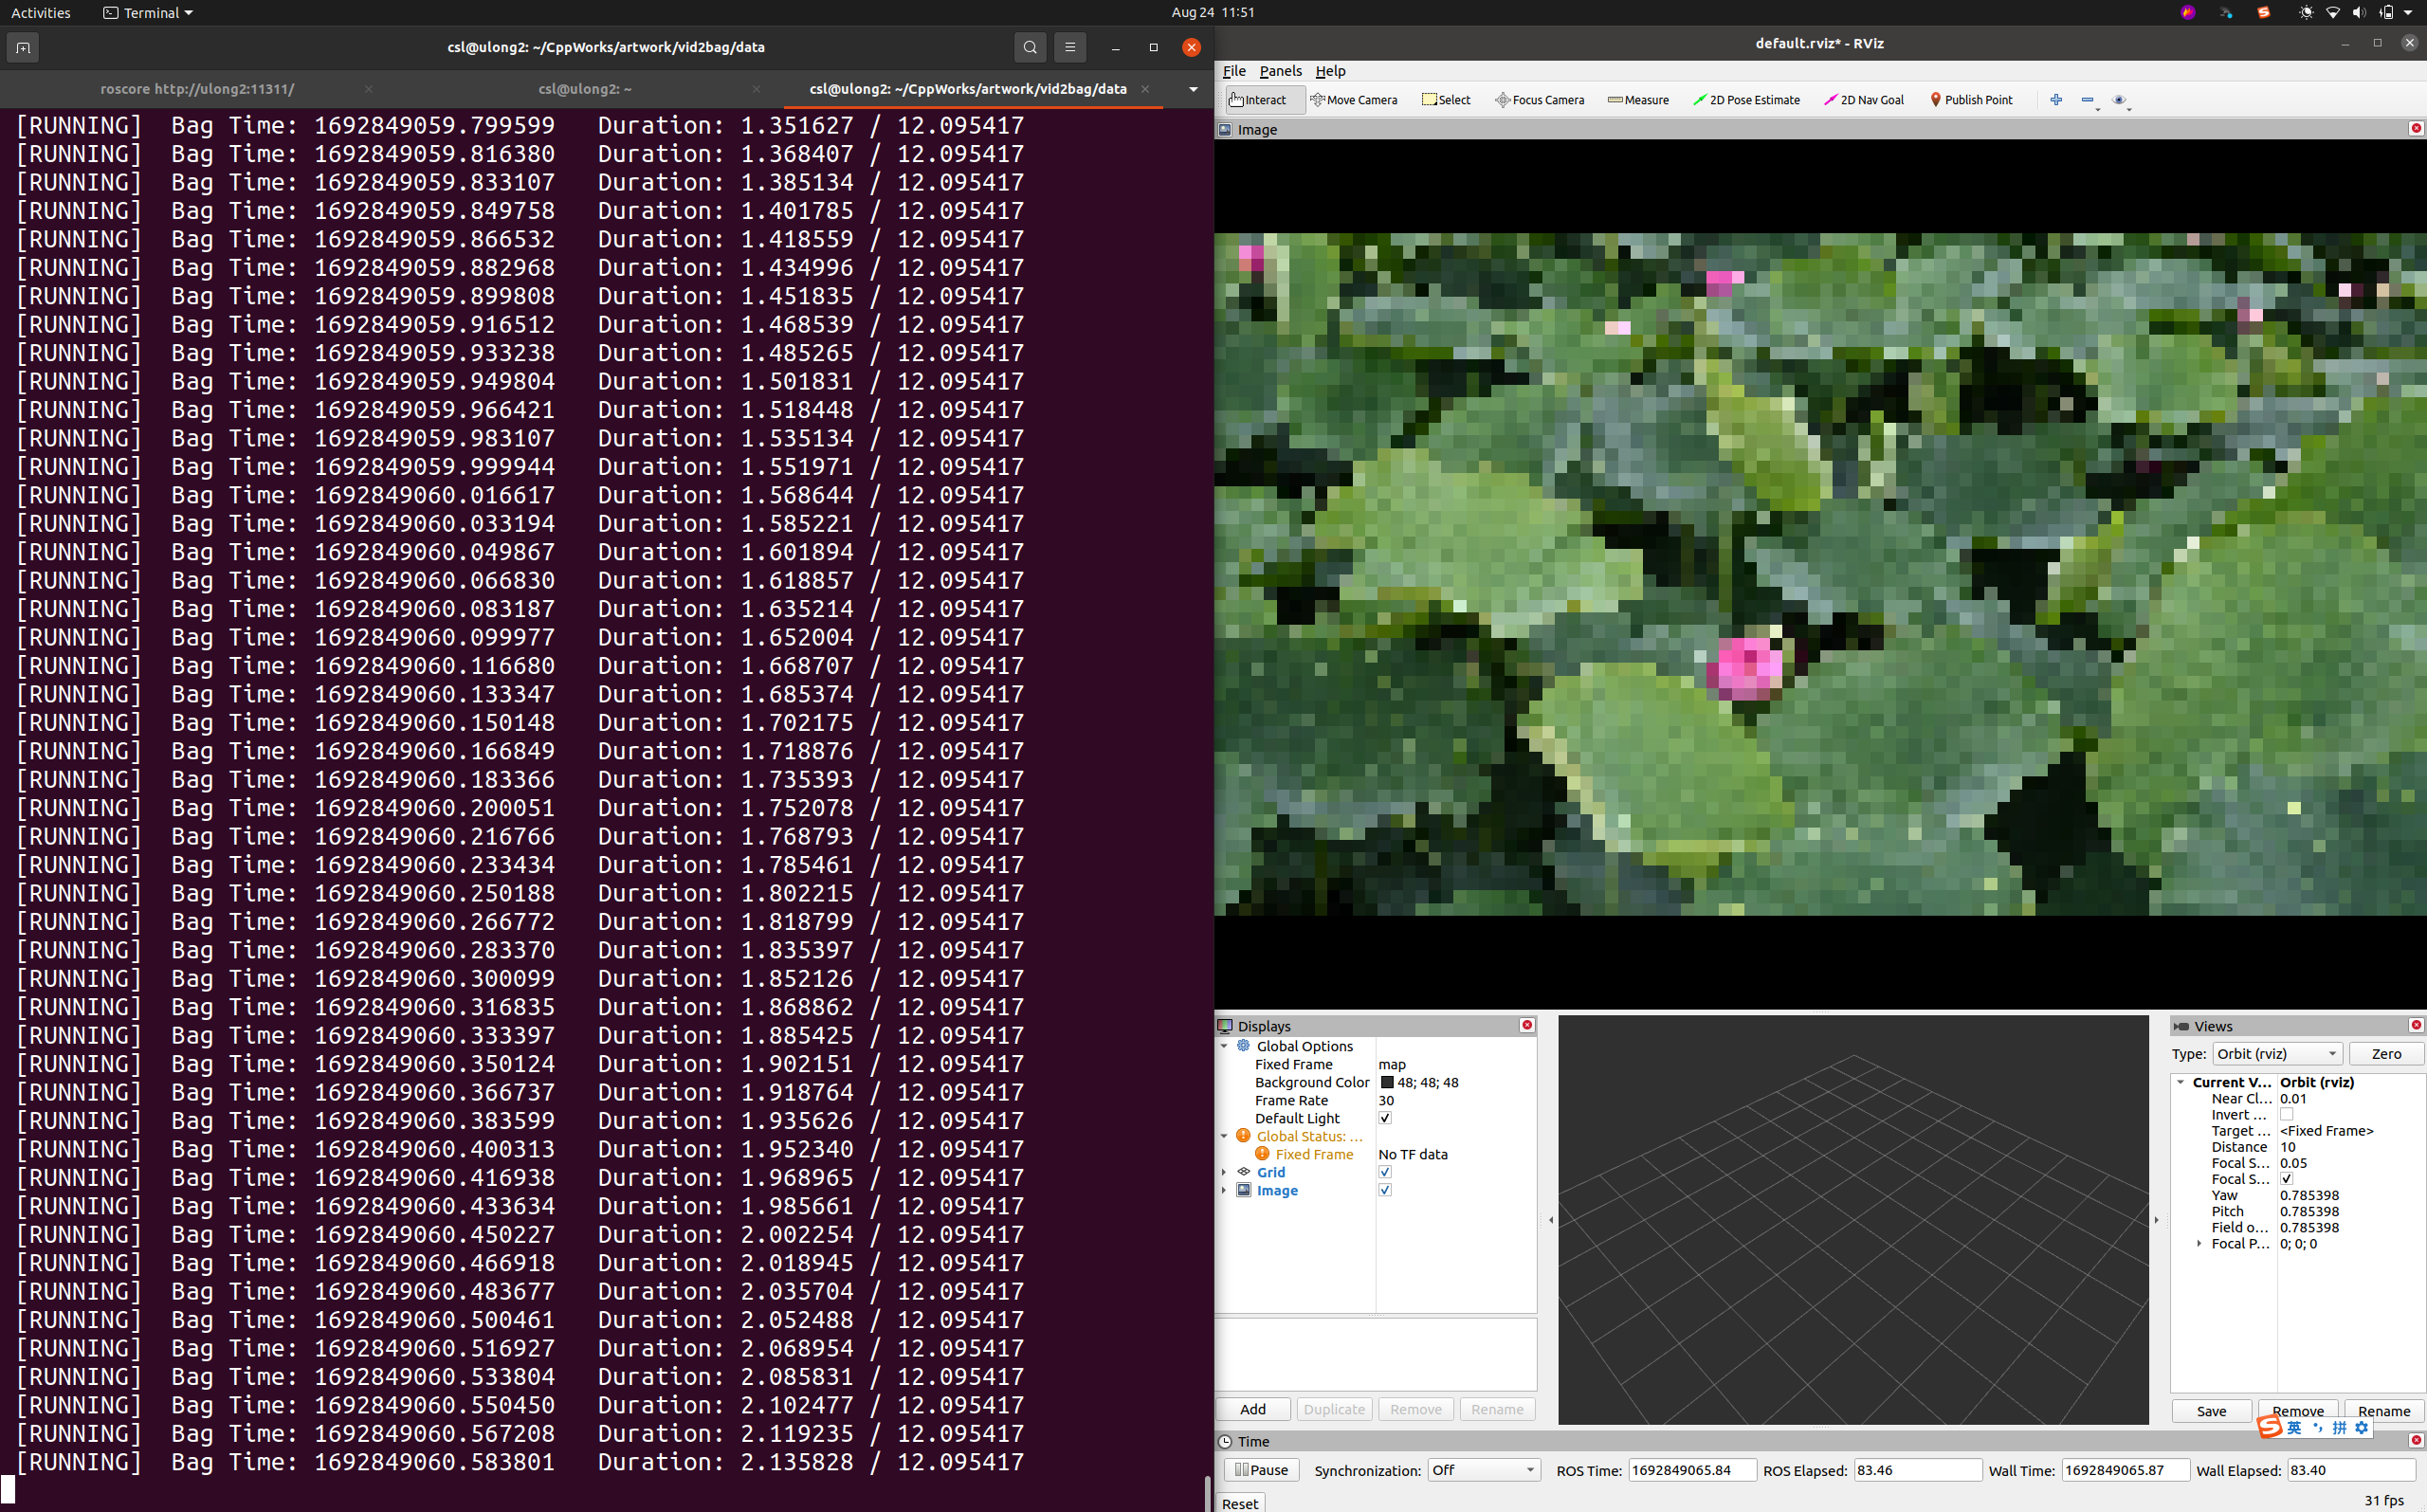 Activities Terminal Aug 24 11:51
csl@ulong2: ~/CppWorks/artwork/vid2bag/data
roscore http://ulong2:11311/ csl@ulong2: ~ csl@ulong2: ~/CppWorks/artwork/vid2bag/data
[RUNNING] Bag Time: 1692849059.799599 Duration: 1.351627 / 12.095417
[RUNNING] Bag Time: 1692849059.816380 Duration: 1.368407 / 12.095417
[RUNNING] Bag Time: 1692849059.833107 Duration: 1.385134 / 12.095417
[RUNNING] Bag Time: 1692849059.849758 Duration: 1.401785 / 12.095417
[RUNNING] Bag Time: 1692849059.866532 Duration: 1.418559 / 12.095417
[RUNNING] Bag Time: 1692849059.882968 Duration: 1.434996 / 12.095417
[RUNNING] Bag Time: 1692849059.899808 Duration: 1.451835 / 12.095417
[RUNNING] Bag Time: 1692849059.916512 Duration: 1.468539 / 12.095417
[RUNNING] Bag Time: 1692849059.933238 Duration: 1.485265 / 12.095417
[RUNNING] Bag Time: 1692849059.949804 Duration: 1.501831 / 12.095417
[RUNNING] Bag Time: 1692849059.966421 Duration: 1.518448 / 12.095417
[RUNNING] Bag Time: 1692849059.983107 Duration: 1.535134 / 12.095417
[RUNNING] Bag Time: 1692849059.999944 Duration: 1.551971 / 12.095417
[RUNNING] Bag Time: 1692849060.016617 Duration: 1.568644 / 12.095417
[RUNNING] Bag Time: 1692849060.033194 Duration: 1.585221 / 12.095417
[RUNNING] Bag Time: 1692849060.049867 Duration: 1.601894 / 12.095417
[RUNNING] Bag Time: 1692849060.066830 Duration: 1.618857 / 12.095417
[RUNNING] Bag Time: 1692849060.083187 Duration: 1.635214 / 12.095417
[RUNNING] Bag Time: 1692849060.099977 Duration: 1.652004 / 12.095417
[RUNNING] Bag Time: 1692849060.116680 Duration: 1.668707 / 12.095417
[RUNNING] Bag Time: 1692849060.133347 Duration: 1.685374 / 12.095417
[RUNNING] Bag Time: 1692849060.150148 Duration: 1.702175 / 12.095417
[RUNNING] Bag Time: 1692849060.166849 Duration: 1.718876 / 12.095417
[RUNNING] Bag Time: 1692849060.183366 Duration: 1.735393 / 12.095417
[RUNNING] Bag Time: 1692849060.200051 Duration: 1.752078 / 12.095417
[RUNNING] Bag Time: 1692849060.216766 Duration: 1.768793 / 12.095417
[RUNNING] Bag Time: 1692849060.233434 Duration: 1.785461 / 12.095417
[RUNNING] Bag Time: 1692849060.250188 Duration: 1.802215 / 12.095417
[RUNNING] Bag Time: 1692849060.266772 Duration: 1.818799 / 12.095417
[RUNNING] Bag Time: 1692849060.283370 Duration: 1.835397 / 12.095417
[RUNNING] Bag Time: 1692849060.300099 Duration: 1.852126 / 12.095417
[RUNNING] Bag Time: 1692849060.316835 Duration: 1.868862 / 12.095417
[RUNNING] Bag Time: 1692849060.333397 Duration: 1.885425 / 12.095417
[RUNNING] Bag Time: 1692849060.350124 Duration: 1.902151 / 12.095417
[RUNNING] Bag Time: 1692849060.366737 Duration: 1.918764 / 12.095417
[RUNNING] Bag Time: 1692849060.383599 Duration: 1.935626 / 12.095417
[RUNNING] Bag Time: 1692849060.400313 Duration: 1.952340 / 12.095417
[RUNNING] Bag Time: 1692849060.416938 Duration: 1.968965 / 12.095417
[RUNNING] Bag Time: 1692849060.433634 Duration: 1.985661 / 12.095417
[RUNNING] Bag Time: 1692849060.450227 Duration: 2.002254 / 12.095417
[RUNNING] Bag Time: 1692849060.466918 Duration: 2.018945 / 12.095417
[RUNNING] Bag Time: 1692849060.483677 Duration: 2.035704 / 12.095417
[RUNNING] Bag Time: 1692849060.500461 Duration: 2.052488 / 12.095417
[RUNNING] Bag Time: 1692849060.516927 Duration: 2.068954 / 12.095417
[RUNNING] Bag Time: 1692849060.533804 Duration: 2.085831 / 12.095417
[RUNNING] Bag Time: 1692849060.550450 Duration: 2.102477 / 12.095417
[RUNNING] Bag Time: 1692849060.567208 Duration: 2.119235 / 12.095417
[RUNNING] Bag Time: 1692849060.583801 Duration: 2.135828 / 12.095417
default.rviz* - RViz
File Panels Help
Interact Move Camera Select Focus Camera Measure 2D Pose Estimate 2D Nav Goal Publish Point
Image
Displays
Global Options
Fixed Frame map
Background Color 48; 48; 48
Frame Rate 30
Default Light
Global Status: ...
Fixed Frame No TF data
Grid
Image
Add Duplicate Remove Rename
Views
Type: Orbit (rviz) Zero
Current V... Orbit (rviz)
Near Cl... 0.01
Invert ...
Target ... <Fixed Frame>
Distance 10
Focal S... 0.05
Focal S...
Yaw 0.785398
Pitch 0.785398
Field o... 0.785398
Focal P... 0; 0; 0
Save Remove Rename
英 拼
Time
Pause Synchronization: Off ROS Time: 1692849065.84 ROS Elapsed: 83.46 Wall Time: 1692849065.87 Wall Elapsed: 83.40
Reset 31 fps